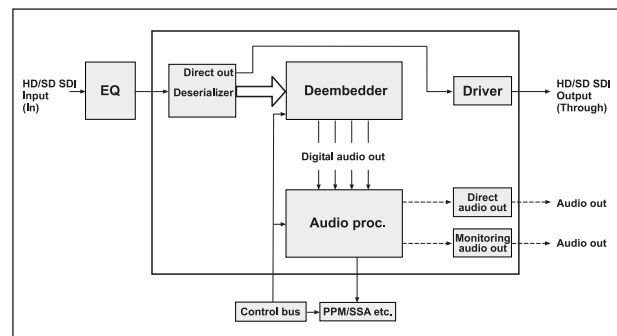 HD/SD SDI
Input
(In)
EQ
Direct out
Deserializer
Deembedder
Driver
HD/SD SDI
Output
(Through)
Digital audio out
Audio proc.
Direct
audio out
Audio out
Monitoring
audio out
Audio out
Control bus
PPM/SSA etc.